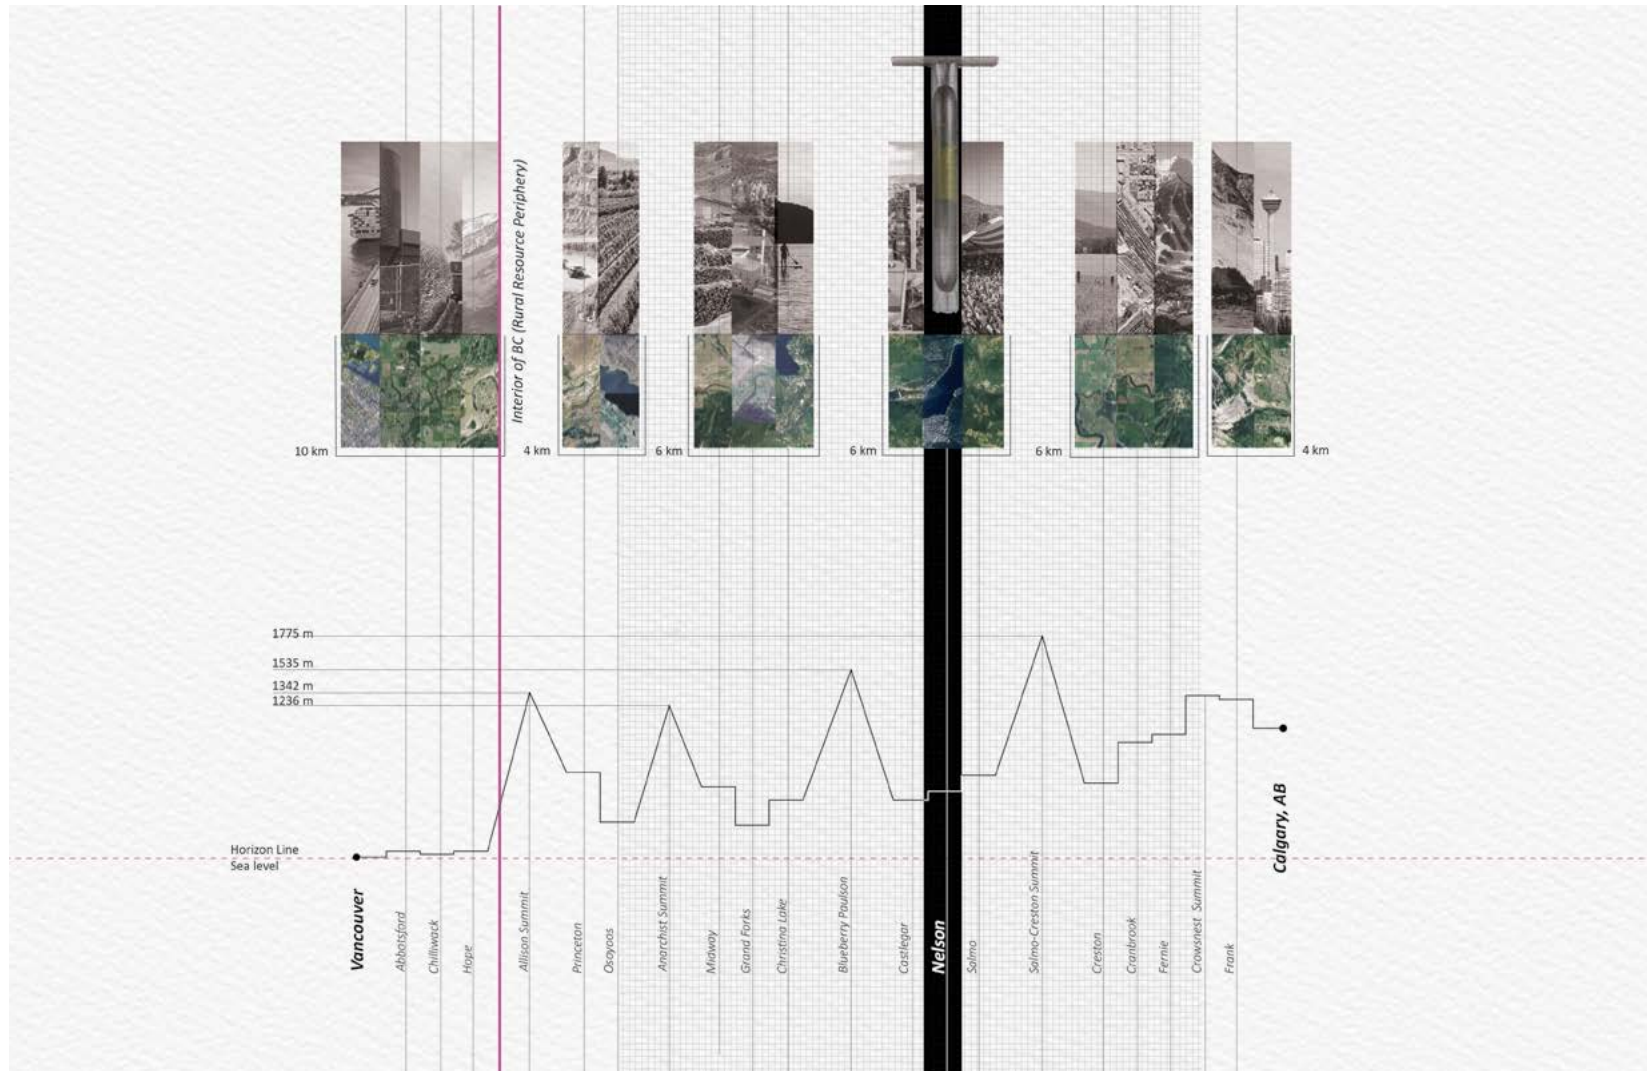 Interior of BC (Rural Resource Periphery)
10 km
4 km
6 km
6 km
6 km
4 km
1775 m
1535 m
1342 m
1236 m
Horizon Line
Sea level
Vancouver
Abbotsford
Chilliwack
Hope
Allison Summit
Princeton
Osoyoos
Anarchist Summit
Midway
Grand Forks
Christina Lake
Blueberry Paulson
Castlegar
Nelson
Salmo
Salmo-Creston Summit
Creston
Cranbrook
Fernie
Crowsnest Summit
Frank
Calgary, AB